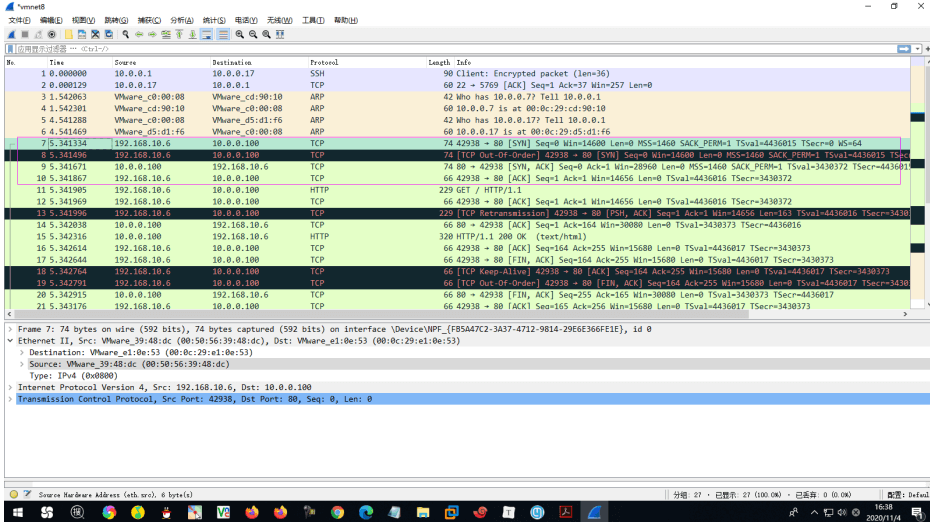 *vmnet8
文件(F) 编辑(E) 视图(V) 跳转(G) 捕获(C) 分析(A) 统计(S) 电话(Y) 无线(W) 工具(T) 帮助(H)
应用显示过滤器 … <Ctrl-/>
No. Time Source Destination Protocol Length Info
1 0.000000 10.0.0.1 10.0.0.17 SSH 90 Client: Encrypted packet (len=36)
2 0.000129 10.0.0.17 10.0.0.1 TCP 60 22 → 5769 [ACK] Seq=1 Ack=37 Win=257 Len=0
3 1.542063 VMware_c0:00:08 VMware_cd:90:10 ARP 42 Who has 10.0.0.7? Tell 10.0.0.1
4 1.542301 VMware_cd:90:10 VMware_c0:00:08 ARP 60 10.0.0.7 is at 00:0c:29:cd:90:10
5 4.541288 VMware_c0:00:08 VMware_d5:d1:f6 ARP 42 Who has 10.0.0.17? Tell 10.0.0.1
6 4.541469 VMware_d5:d1:f6 VMware_c0:00:08 ARP 60 10.0.0.17 is at 00:0c:29:d5:d1:f6
7 5.341334 192.168.10.6 10.0.0.100 TCP 74 42938 → 80 [SYN] Seq=0 Win=14600 Len=0 MSS=1460 SACK_PERM=1 TSval=4436015 TSecr=0 WS=64
8 5.341496 192.168.10.6 10.0.0.100 TCP 74 [TCP Out-Of-Order] 42938 → 80 [SYN] Seq=0 Win=14600 Len=0 MSS=1460 SACK_PERM=1 TSval=4436015 TSec
9 5.341671 10.0.0.100 192.168.10.6 TCP 74 80 → 42938 [SYN, ACK] Seq=0 Ack=1 Win=28960 Len=0 MSS=1460 SACK_PERM=1 TSval=3430372 TSecr=443601
10 5.341867 192.168.10.6 10.0.0.100 TCP 66 42938 → 80 [ACK] Seq=1 Ack=1 Win=14656 Len=0 TSval=4436016 TSecr=3430372
11 5.341905 192.168.10.6 10.0.0.100 HTTP 229 GET / HTTP/1.1
12 5.341969 192.168.10.6 10.0.0.100 TCP 66 42938 → 80 [ACK] Seq=1 Ack=1 Win=14656 Len=0 TSval=4436016 TSecr=3430372
13 5.341996 192.168.10.6 10.0.0.100 TCP 229 [TCP Retransmission] 42938 → 80 [PSH, ACK] Seq=1 Ack=1 Win=14656 Len=163 TSval=4436016 TSecr=3430
14 5.342038 10.0.0.100 192.168.10.6 TCP 66 80 → 42938 [ACK] Seq=1 Ack=164 Win=30080 Len=0 TSval=3430373 TSecr=4436016
15 5.342316 10.0.0.100 192.168.10.6 HTTP 320 HTTP/1.1 200 OK (text/html)
16 5.342614 192.168.10.6 10.0.0.100 TCP 66 42938 → 80 [ACK] Seq=164 Ack=255 Win=15680 Len=0 TSval=4436017 TSecr=3430373
17 5.342644 192.168.10.6 10.0.0.100 TCP 66 42938 → 80 [FIN, ACK] Seq=164 Ack=255 Win=15680 Len=0 TSval=4436017 TSecr=3430373
18 5.342764 192.168.10.6 10.0.0.100 TCP 66 [TCP Keep-Alive] 42938 → 80 [ACK] Seq=164 Ack=255 Win=15680 Len=0 TSval=4436017 TSecr=3430373
19 5.342791 192.168.10.6 10.0.0.100 TCP 66 [TCP Out-Of-Order] 42938 → 80 [FIN, ACK] Seq=164 Ack=255 Win=15680 Len=0 TSval=4436017 TSecr=3430
20 5.342915 10.0.0.100 192.168.10.6 TCP 66 80 → 42938 [FIN, ACK] Seq=255 Ack=165 Win=30080 Len=0 TSval=3430373 TSecr=4436017
21 5.343176 192.168.10.6 10.0.0.100 TCP 66 42938 → 80 [ACK] Seq=165 Ack=256 Win=15680 Len=0 TSval=4436017 TSecr=3430373
Frame 7: 74 bytes on wire (592 bits), 74 bytes captured (592 bits) on interface \Device\NPF_{FB5A47C2-3A37-4712-9814-29E6E366FE1E}, id 0
Ethernet II, Src: VMware_39:48:dc (00:50:56:39:48:dc), Dst: VMware_e1:0e:53 (00:0c:29:e1:0e:53)
Destination: VMware_e1:0e:53 (00:0c:29:e1:0e:53)
Source: VMware_39:48:dc (00:50:56:39:48:dc)
Type: IPv4 (0x0800)
Internet Protocol Version 4, Src: 192.168.10.6, Dst: 10.0.0.100
Transmission Control Protocol, Src Port: 42938, Dst Port: 80, Seq: 0, Len: 0
Source Hardware Address (eth.src), 6 byte(s) 分组: 27 · 已显示: 27 (100.0%) · 已丢弃: 0 (0.0%) 配置: Defaul
16:38
2020/11/4